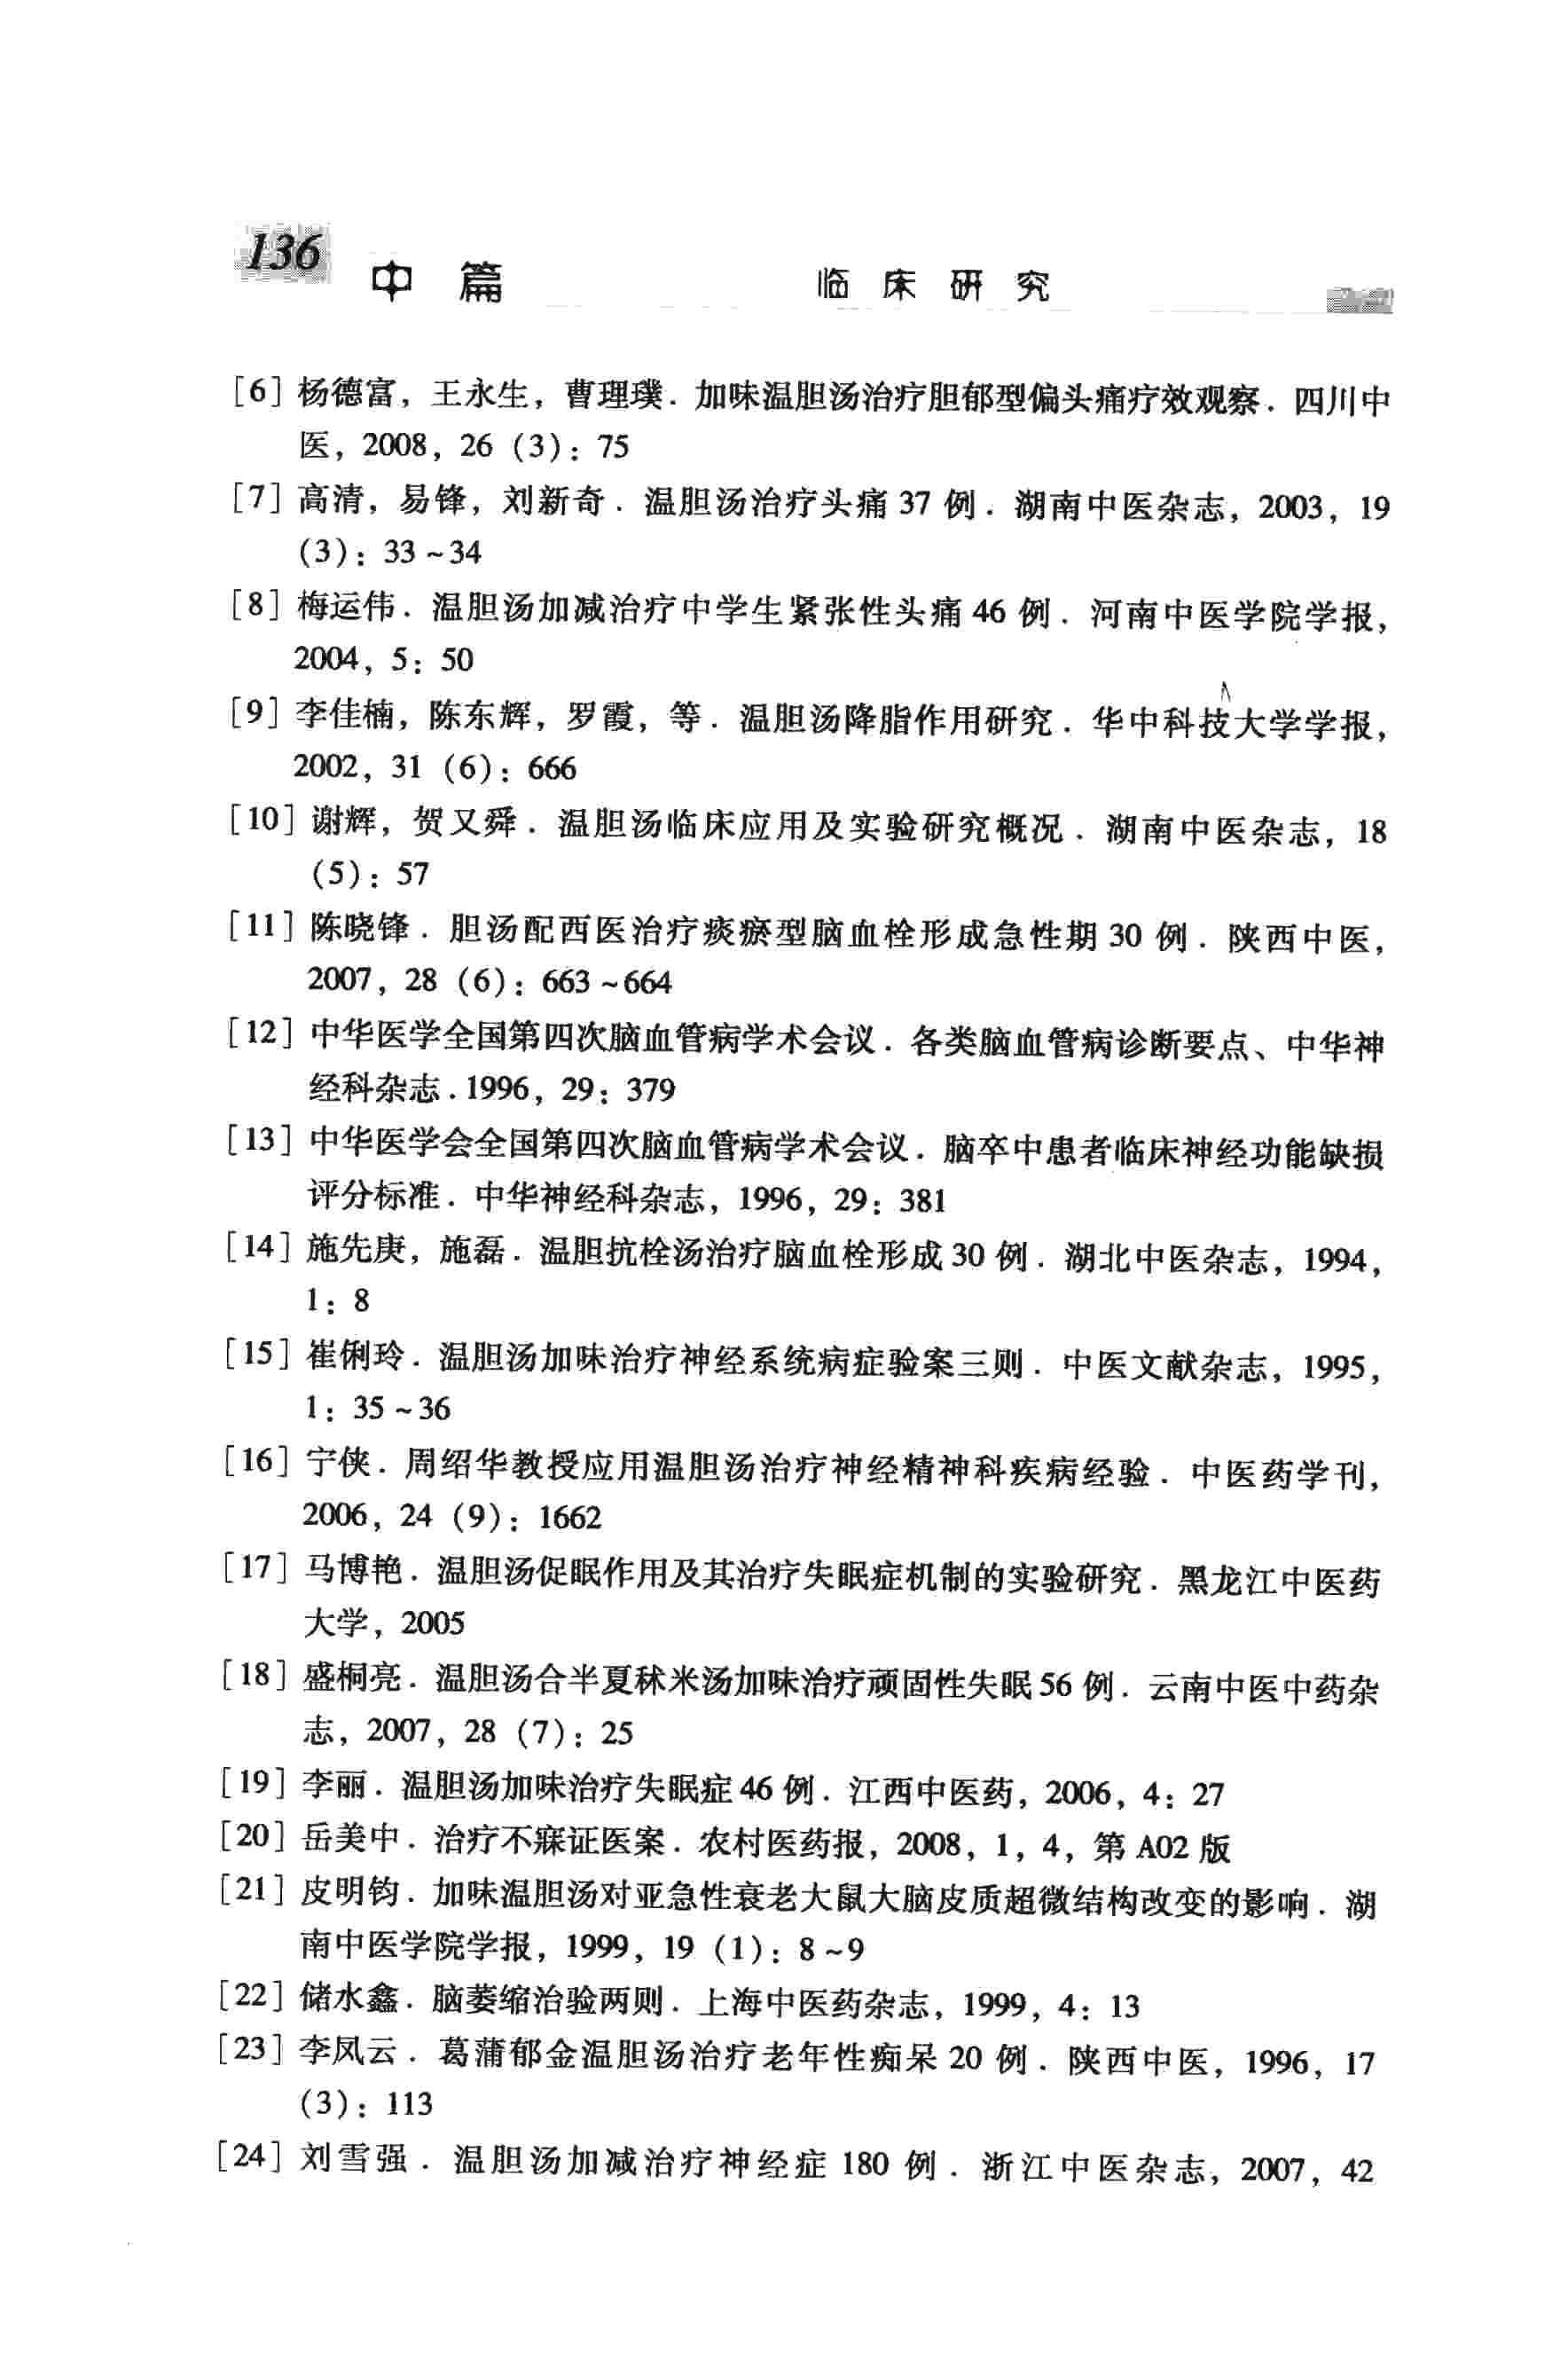 136
中 篇 临 床 研 究
[6] 杨德富，王永生，曹理璞．加味温胆汤治疗胆郁型偏头痛疗效观察．四川中
医，2008，26（3）：75
[7] 高清，易锋，刘新奇．温胆汤治疗头痛 37 例．湖南中医杂志，2003，19
（3）：33～34
[8] 梅运伟．温胆汤加减治疗中学生紧张性头痛 46 例．河南中医学院学报，
2004，5：50
[9] 李佳楠，陈东辉，罗霞，等．温胆汤降脂作用研究．华中科技大学学报，
2002，31（6）：666
[10] 谢辉，贺又舜．温胆汤临床应用及实验研究概况．湖南中医杂志，18
（5）：57
[11] 陈晓锋．胆汤配西医治疗痰瘀型脑血栓形成急性期 30 例．陕西中医，
2007，28（6）：663～664
[12] 中华医学全国第四次脑血管病学术会议．各类脑血管病诊断要点、中华神
经科杂志．1996，29：379
[13] 中华医学会全国第四次脑血管病学术会议．脑卒中患者临床神经功能缺损
评分标准．中华神经科杂志，1996，29：381
[14] 施先庚，施磊．温胆抗栓汤治疗脑血栓形成 30 例．湖北中医杂志，1994，
1：8
[15] 崔俐玲．温胆汤加味治疗神经系统病症验案三则．中医文献杂志，1995，
1：35～36
[16] 宁侠．周绍华教授应用温胆汤治疗神经精神科疾病经验．中医药学刊，
2006，24（9）：1662
[17] 马博艳．温胆汤促眠作用及其治疗失眠症机制的实验研究．黑龙江中医药
大学，2005
[18] 盛桐亮．温胆汤合半夏秫米汤加味治疗顽固性失眠 56 例．云南中医中药杂
志，2007，28（7）：25
[19] 李丽．温胆汤加味治疗失眠症 46 例．江西中医药，2006，4：27
[20] 岳美中．治疗不寐证医案．农村医药报，2008，1，4，第 A02 版
[21] 皮明钧．加味温胆汤对亚急性衰老大鼠大脑皮质超微结构改变的影响．湖
南中医学院学报，1999，19（1）：8～9
[22] 储水鑫．脑萎缩治验两则．上海中医药杂志，1999，4：13
[23] 李凤云．葛蒲郁金温胆汤治疗老年性痴呆 20 例．陕西中医，1996，17
（3）：113
[24] 刘雪强．温胆汤加减治疗神经症 180 例．浙江中医杂志，2007，42